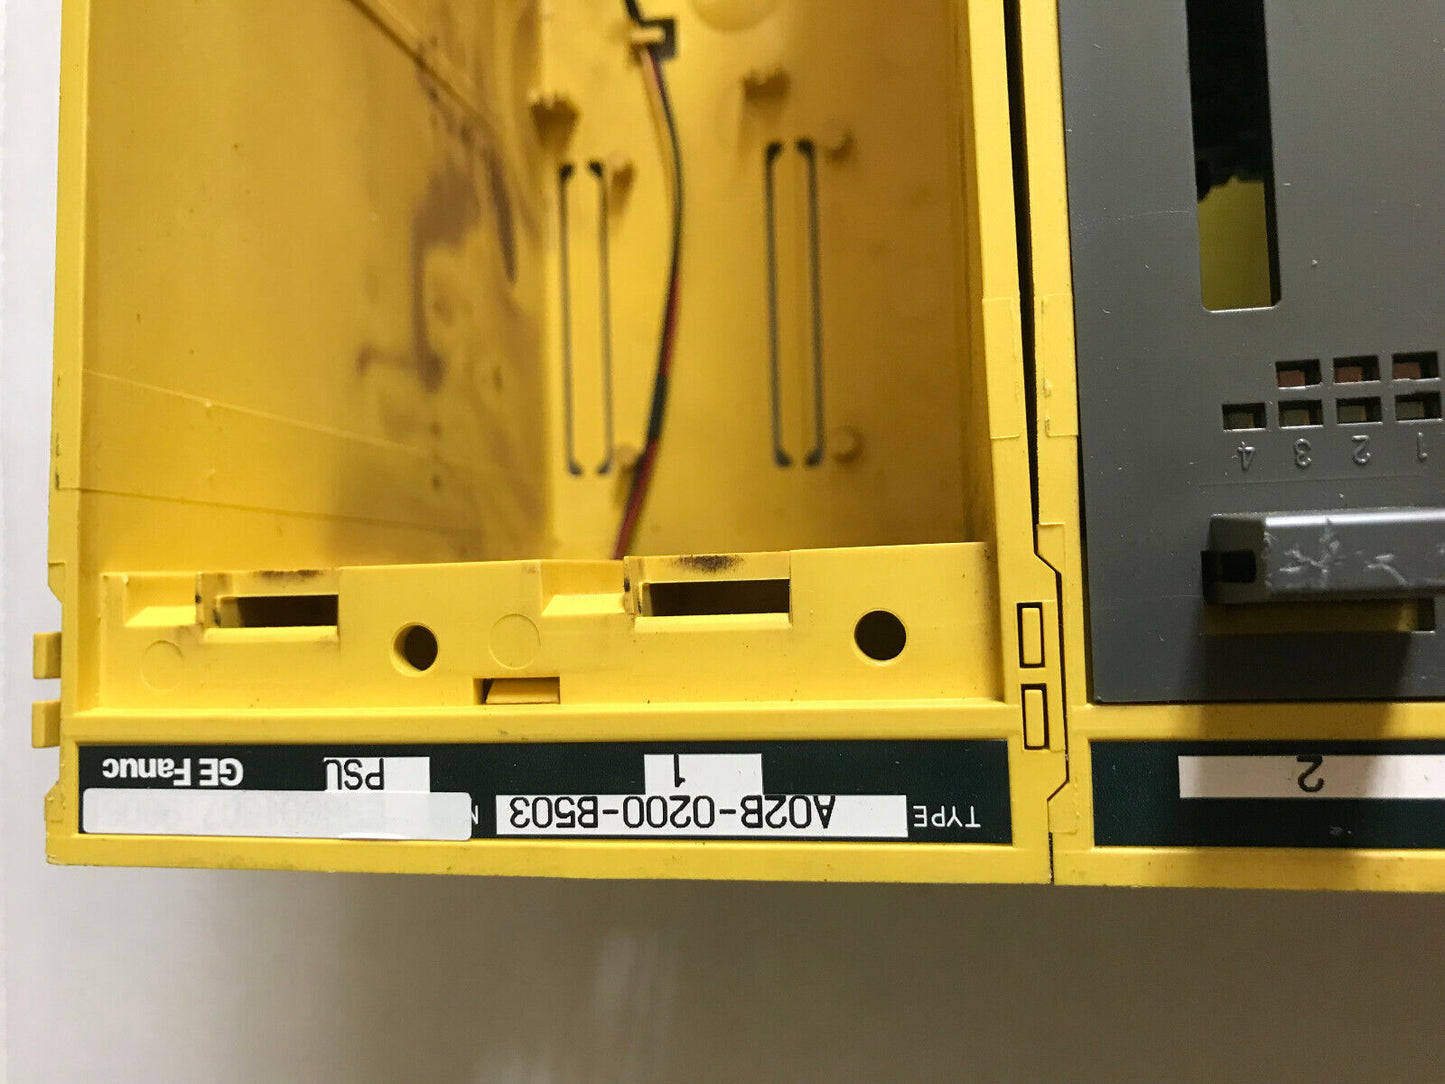 TYPE A02B-0200-B503 N
1 PSU GE Fanuc
2
1 2 3 4